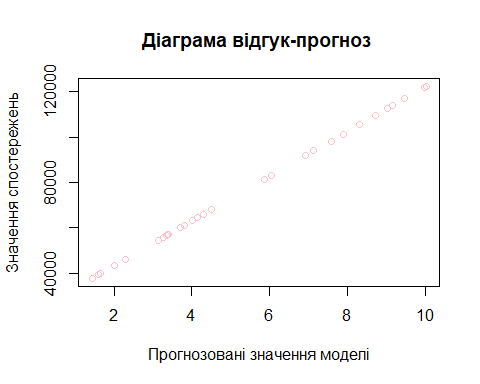 Діаграма відгук-прогноз
Значення спостережень
120000
80000
40000
2 4 6 8 10
Прогнозовані значення моделі